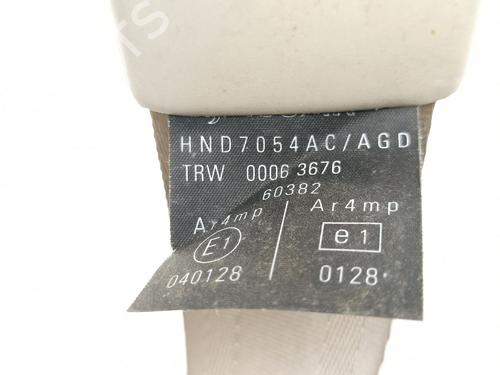 HND7054AC/AGD
TRW 0006 3676
60382
Ar4mp Ar4mp
E1 e1
040128 0128